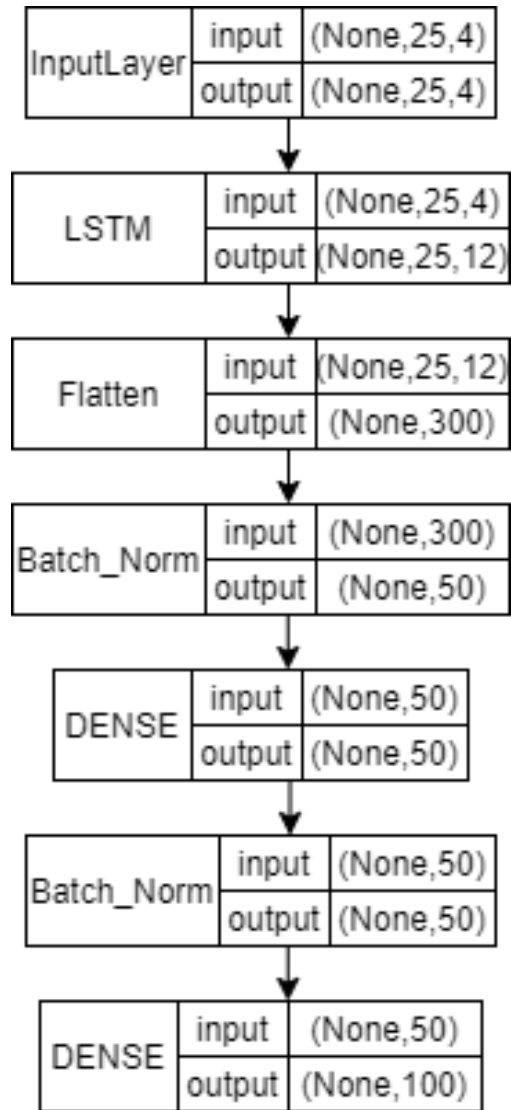 InputLayer input (None,25,4)
output (None,25,4)
LSTM input (None,25,4)
output (None,25,12)
Flatten input (None,25,12)
output (None,300)
Batch_Norm input (None,300)
output (None,50)
DENSE input (None,50)
output (None,50)
Batch_Norm input (None,50)
output (None,50)
DENSE input (None,50)
output (None,100)